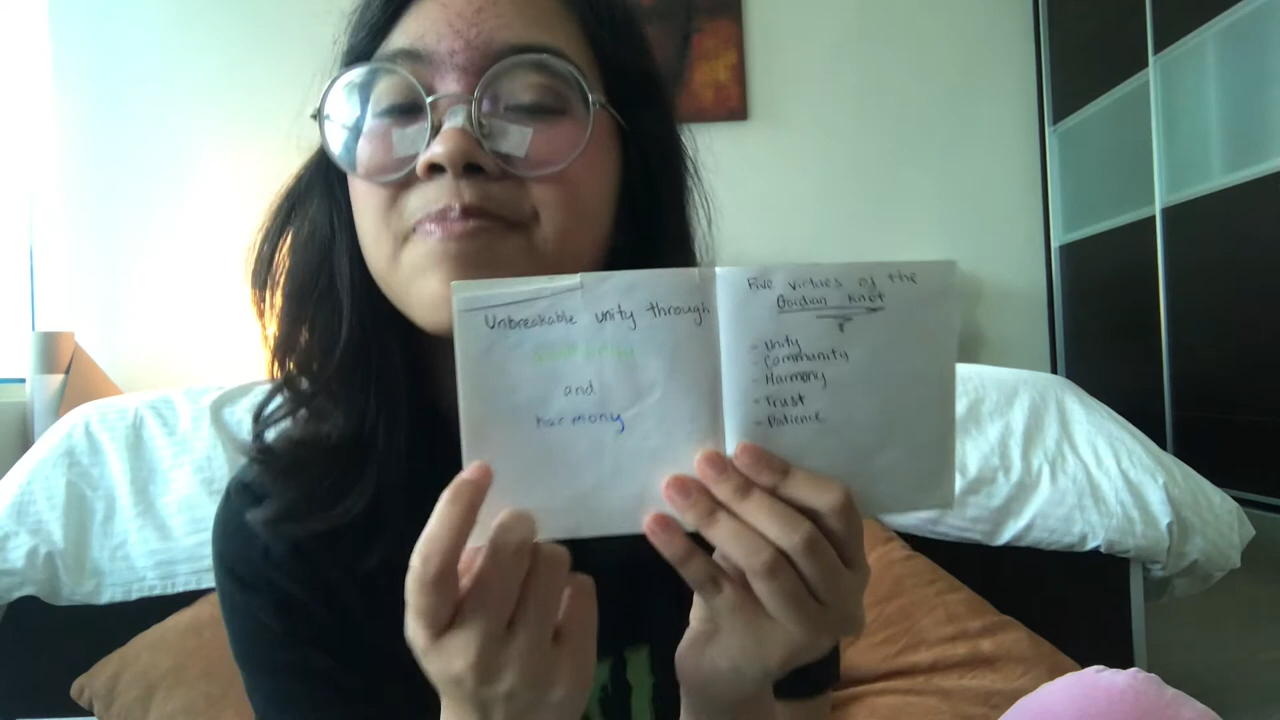 Unbreakable unity through
and
harmony
Five virtues of the
Gordian Knot
- Unity
- Community
- Harmony
- Trust
- Patience